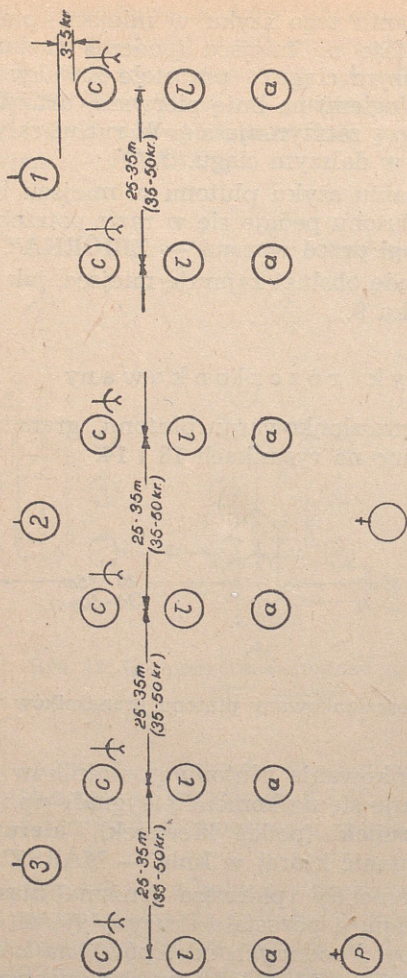 3 2 1
3-5kr
C C C C C C
25-35m 25-35m 25-35m 25-35m
(35-50kr.) (35-50kr.) (35-50kr.) (35-50kr.)
l l l l l l
a a a a a a
P